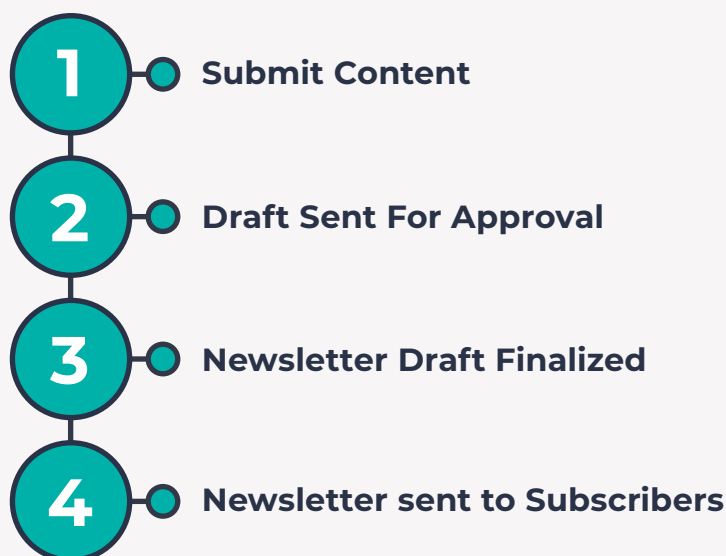 1
Submit Content
2
Draft Sent For Approval
3
Newsletter Draft Finalized
4
Newsletter sent to Subscribers